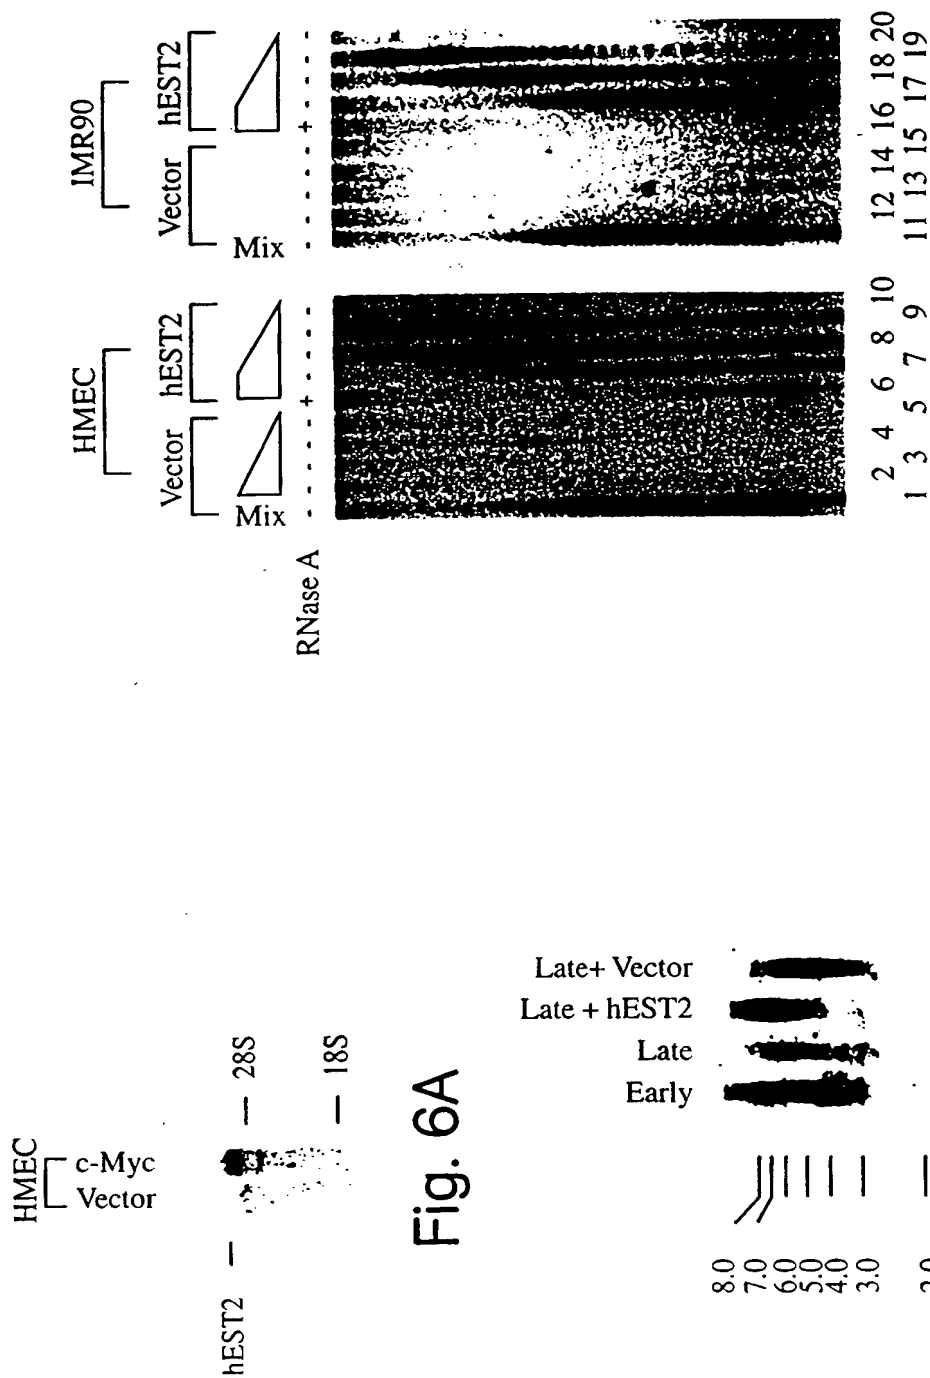 HMEC
Vector
c-Myc
hEST2
28S
18S
Fig. 6A
HMEC
IMR90
Vector
hEST2
Vector
hEST2
Mix
Mix
RNase A
- - - - - + - - - -
- - - - - + - - - -
1 2 3 4 5 6 7 8 9 10
11 12 13 14 15 16 17 18 19 20
Early
Late
Late + hEST2
Late+ Vector
8.0
7.0
6.0
5.0
4.0
3.0